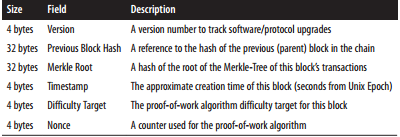 Size Field Description
4 bytes Version A version number to track software/protocol upgrades
32 bytes Previous Block Hash A reference to the hash of the previous (parent) block in the chain
32 bytes Merkle Root A hash of the root of the Merkle-Tree of this block's transactions
4 bytes Timestamp The approximate creation time of this block (seconds from Unix Epoch)
4 bytes Difficulty Target The proof-of-work algorithm difficulty target for this block
4 bytes Nonce A counter used for the proof-of-work algorithm